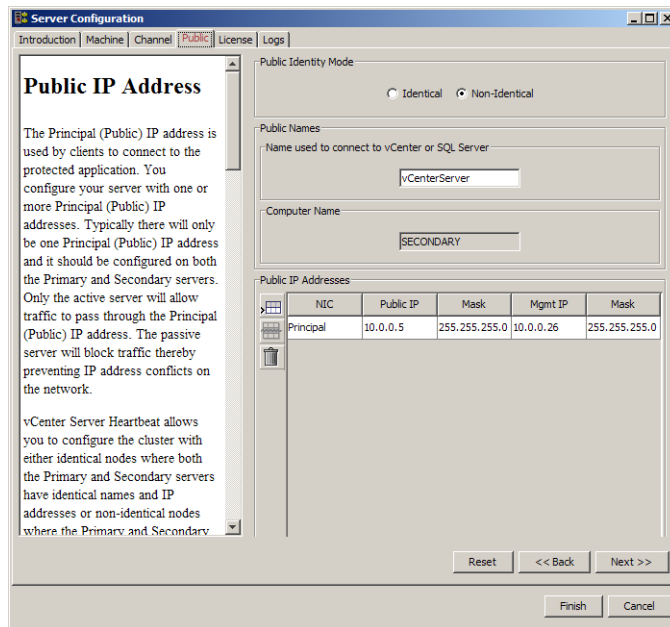 Server Configuration
Introduction Machine Channel Public License Logs
Public IP Address
The Principal (Public) IP address is
used by clients to connect to the
protected application. You
configure your server with one or
more Principal (Public) IP
addresses. Typically there will only
be one Principal (Public) IP address
and it should be configured on both
the Primary and Secondary servers.
Only the active server will allow
traffic to pass through the Principal
(Public) IP address. The passive
server will block traffic thereby
preventing IP address conflicts on
the network.
vCenter Server Heartbeat allows
you to configure the cluster with
either identical nodes where both
the Primary and Secondary servers
have identical names and IP
addresses or non-identical nodes
where the Primary and Secondary
Public Identity Mode
Identical Non-Identical
Public Names
Name used to connect to vCenter or SQL Server
vCenterServer
Computer Name
SECONDARY
Public IP Addresses
NIC Public IP Mask Mgmt IP Mask
Principal 10.0.0.5 255.255.255.0 10.0.0.26 255.255.255.0
Reset << Back Next >>
Finish Cancel